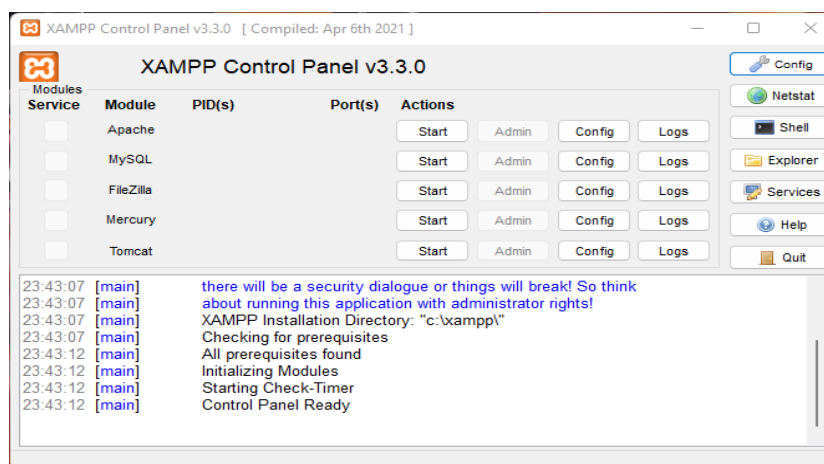 XAMPP Control Panel v3.3.0 [ Compiled: Apr 6th 2021 ]
XAMPP Control Panel v3.3.0
Config
Modules
Service Module PID(s) Port(s) Actions
Netstat
Apache Start Admin Config Logs
Shell
MySQL Start Admin Config Logs
Explorer
FileZilla Start Admin Config Logs
Services
Mercury Start Admin Config Logs
Help
Tomcat Start Admin Config Logs
Quit
23:43:07 [main] there will be a security dialogue or things will break! So think
23:43:07 [main] about running this application with administrator rights!
23:43:07 [main] XAMPP Installation Directory: "c:\xampp\"
23:43:07 [main] Checking for prerequisites
23:43:12 [main] All prerequisites found
23:43:12 [main] Initializing Modules
23:43:12 [main] Starting Check-Timer
23:43:12 [main] Control Panel Ready